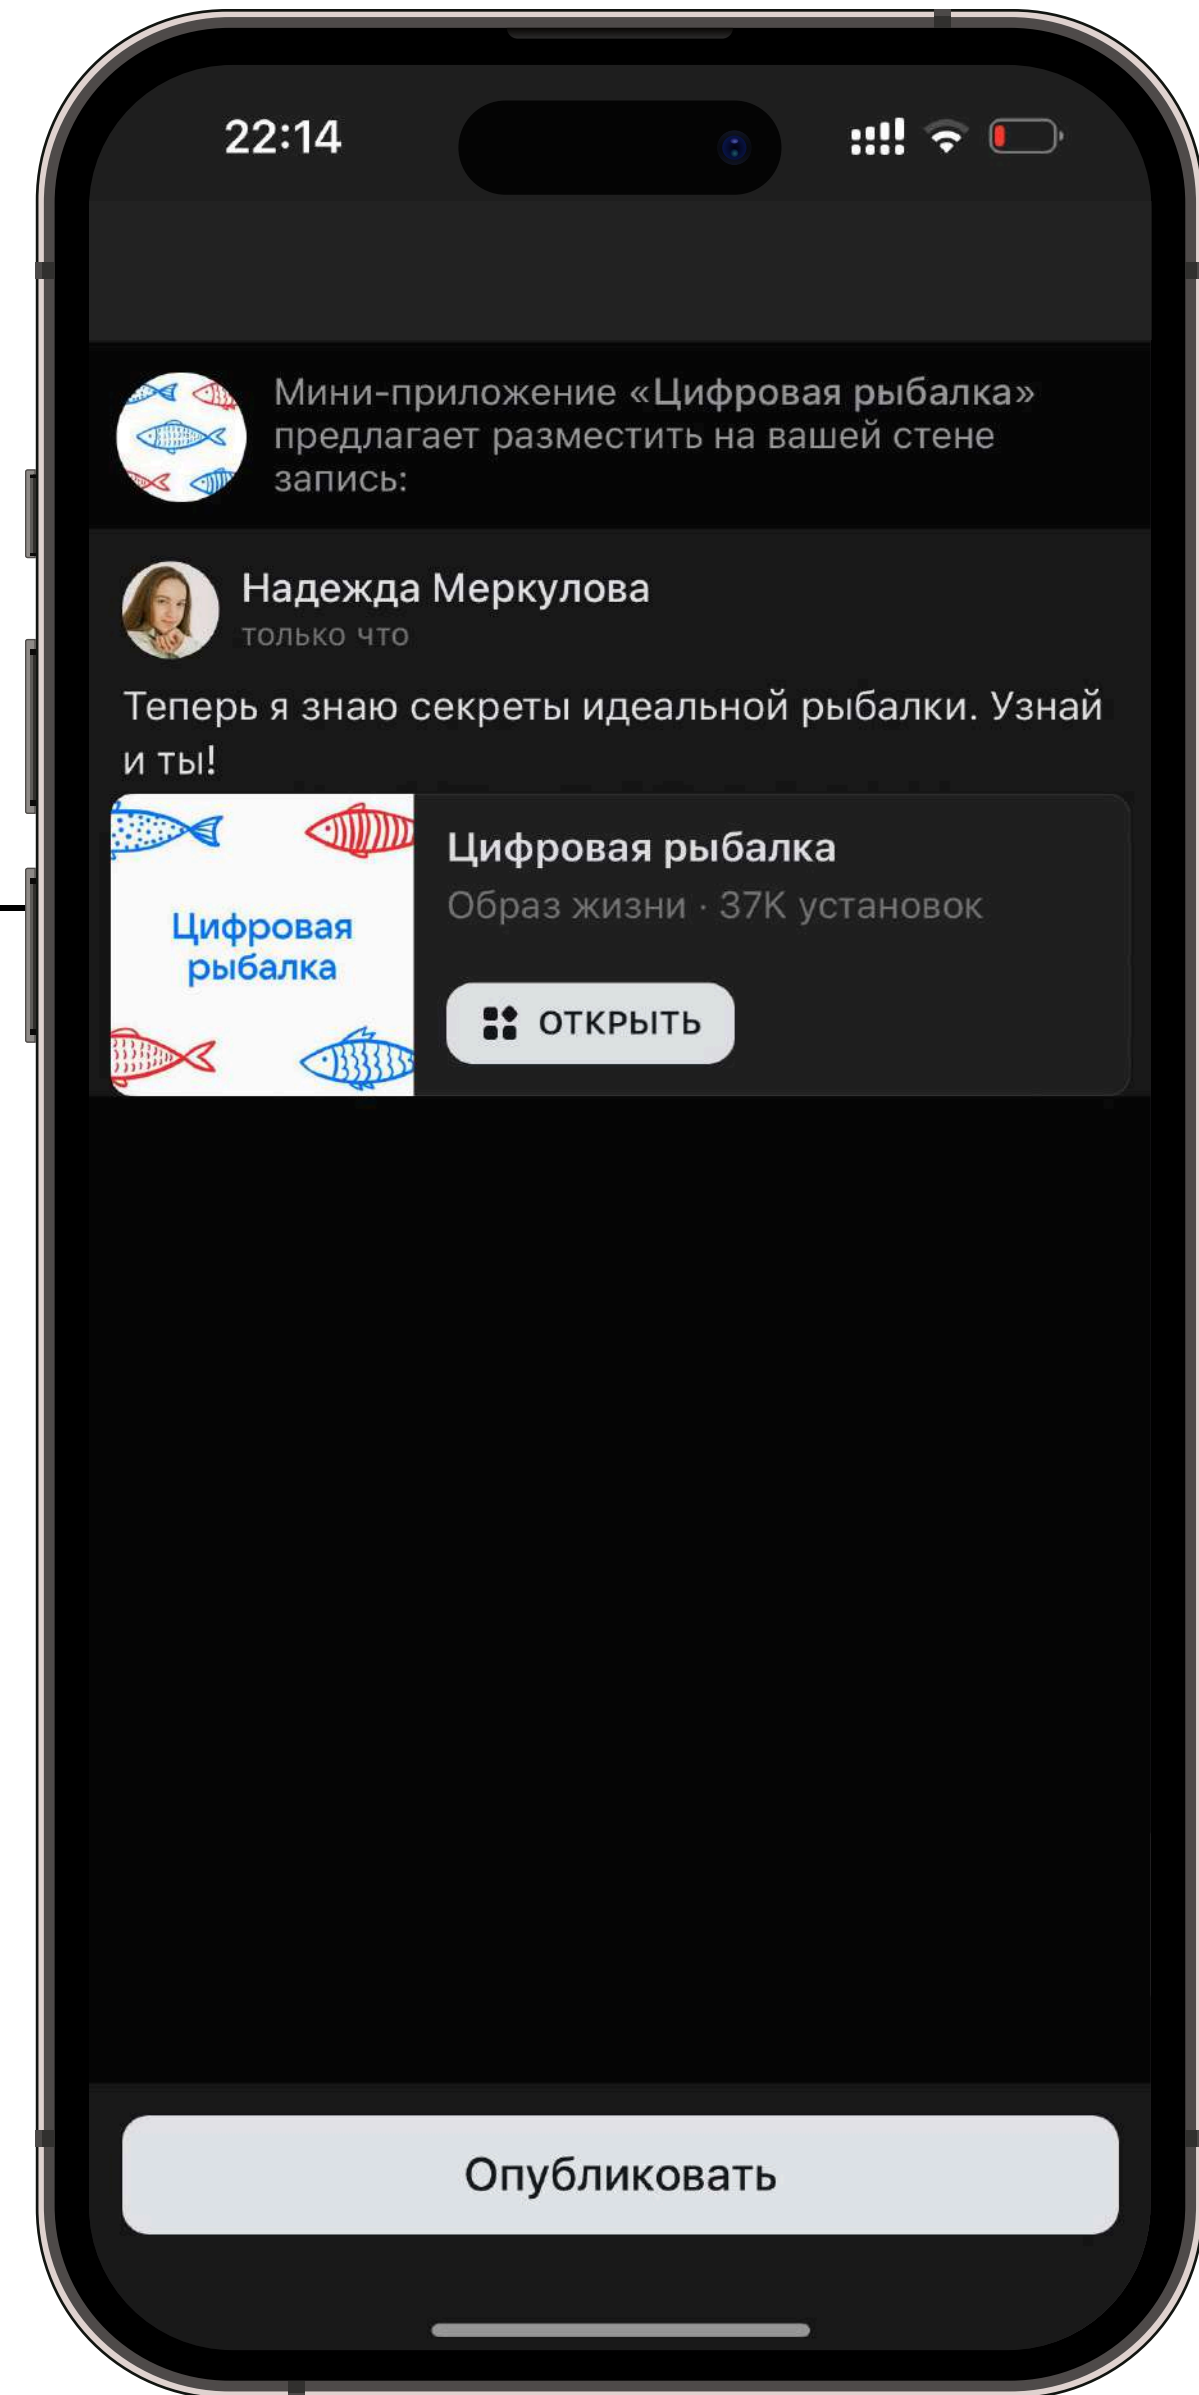 22:14
Мини-приложение «Цифровая рыбалка»
предлагает разместить на вашей стене
запись:
Надежда Меркулова
только что
Теперь я знаю секреты идеальной рыбалки. Узнай
и ты!
Цифровая
рыбалка
Цифровая рыбалка
Образ жизни · 37K установок
ОТКРЫТЬ
Опубликовать